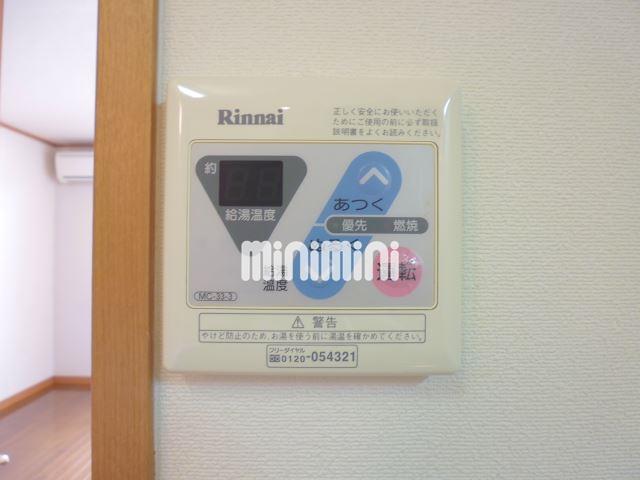 Rinnai
正しく安全にお使いいただく
ためにご使用の前に必ず取扱
説明書をよくお読みください。
約
給湯温度
あつく
優先 燃焼
minimini
給湯
温度
運転
MC-33-3
⚠ 警告
やけど防止のため、お湯を使う前に湯温を確かめてください。
フリーダイヤル
0120-054321